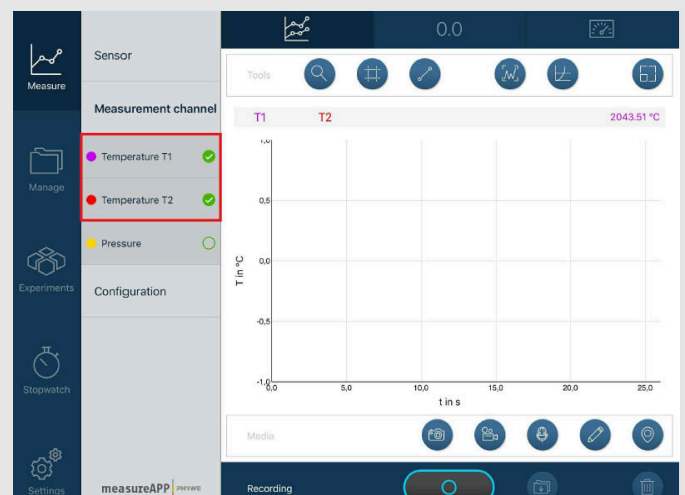 0.0
Measure
Manage
Experiments
Stopwatch
Settings
Sensor
Measurement channel
Temperature T1
Temperature T2
Pressure
Configuration
measureAPP PHYWE
Tools
T1 T2 2043.51 °C
1,0
0,5
0,0
-0,5
-1,0
T in °C
0,0 5,0 10,0 15,0 20,0 25,0
t in s
Media
Recording